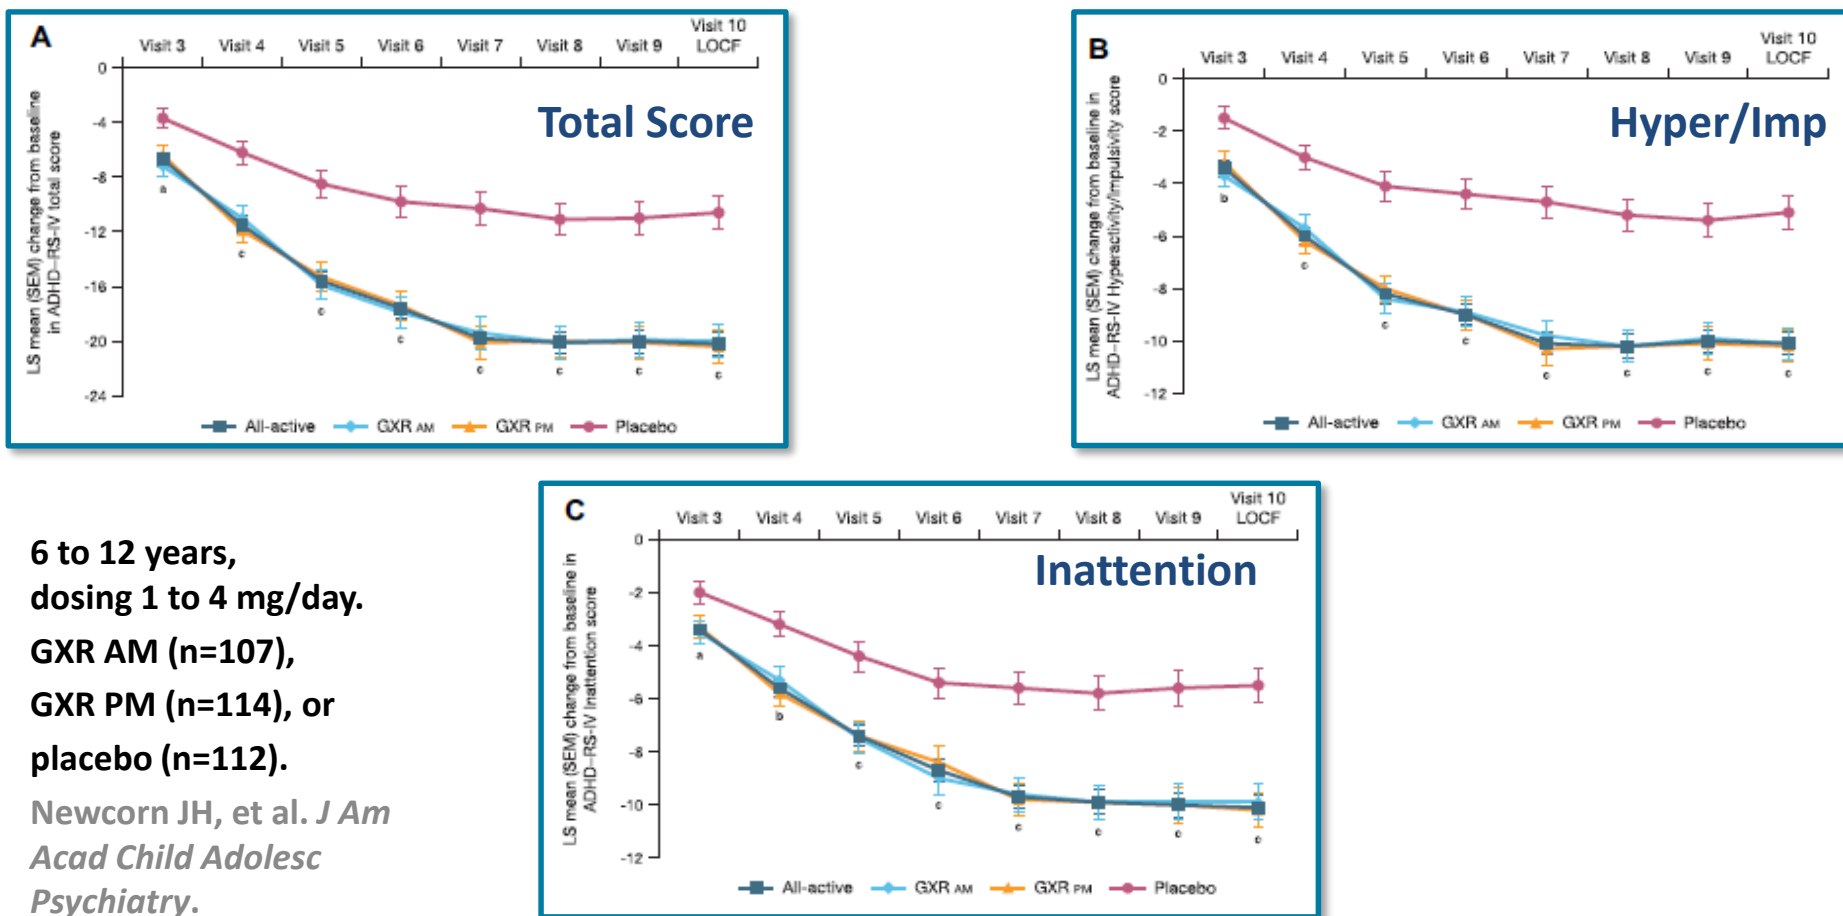 A
Visit 3 Visit 4 Visit 5 Visit 6 Visit 7 Visit 8 Visit 9 Visit 10 LOCF
Total Score
LS mean (SEM) change from baseline
in ADHD–RS-IV total score
0
-4
-8
-12
-16
-20
-24
a
c
c
c
c
c
c
c
All-active GXR AM GXR PM Placebo
B
Visit 3 Visit 4 Visit 5 Visit 6 Visit 7 Visit 8 Visit 9 Visit 10 LOCF
Hyper/Imp
LS mean (SEM) change from baseline in
ADHD–RS-IV Hyperactivity/Impulsivity score
0
-2
-4
-6
-8
-10
-12
b
c
c
c
c
c
c
c
All-active GXR AM GXR PM Placebo
C
Visit 3 Visit 4 Visit 5 Visit 6 Visit 7 Visit 8 Visit 9 Visit 10 LOCF
Inattention
LS mean (SEM) change from baseline in
ADHD–RS-IV Inattention score
0
-2
-4
-6
-8
-10
-12
a
b
c
c
c
c
c
c
All-active GXR AM GXR PM Placebo
6 to 12 years,
dosing 1 to 4 mg/day.
GXR AM (n=107),
GXR PM (n=114), or
placebo (n=112).
Newcorn JH, et al. J Am
Acad Child Adolesc
Psychiatry.